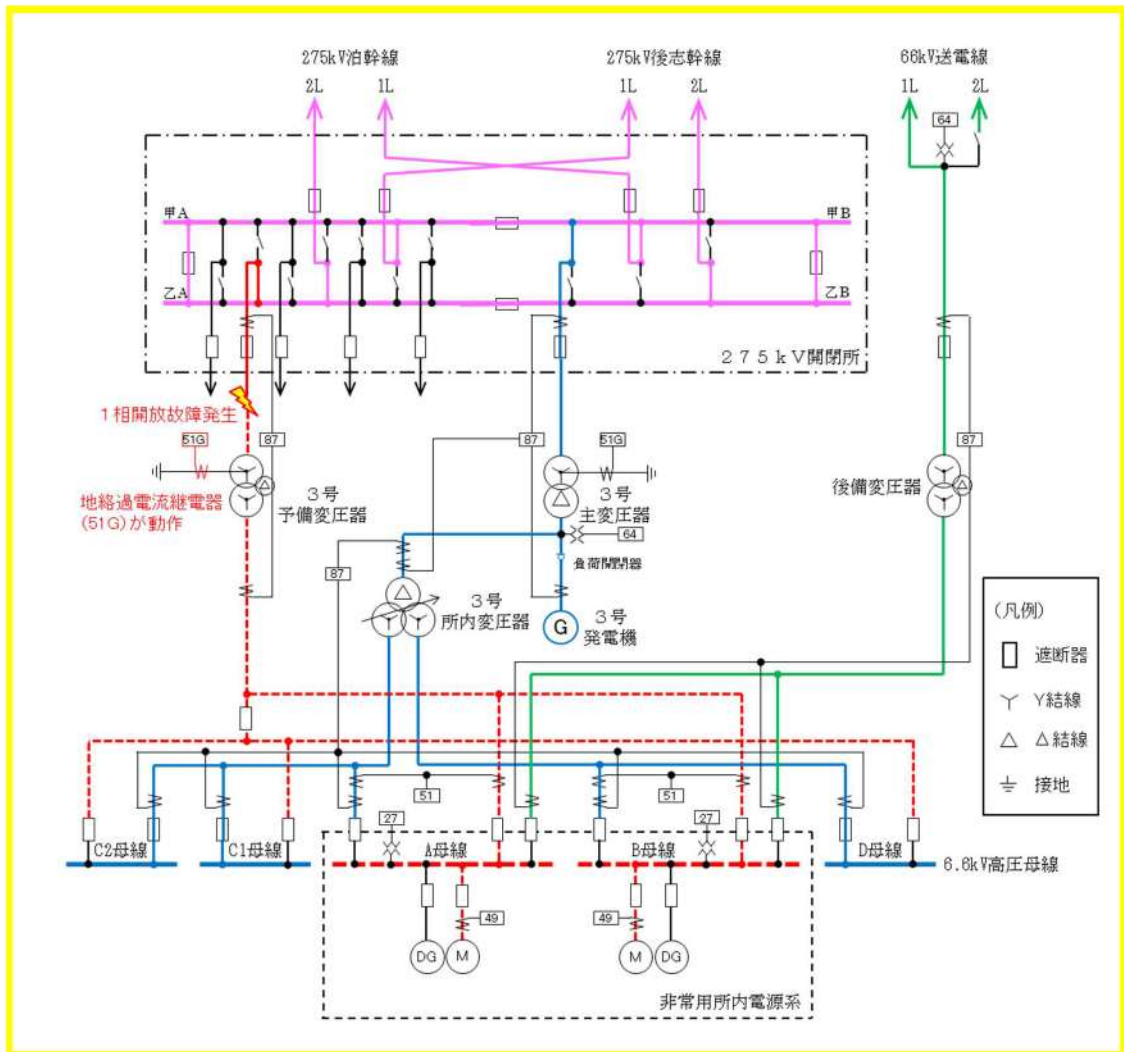 275kV泊幹線
275kV後志幹線
66kV送電線
2L
1L
1L
2L
1L
2L
64
甲A
甲B
乙A
乙B
275kV開閉所
1相開放故障発生
51G
87
87
51G
87
地絡過電流継電器
(51G)が動作
3号
予備変圧器
3号
主変圧器
後備変圧器
64
負荷開閉器
87
3号
所内変圧器
G
3号
発電機
(凡例)
遮断器
Y結線
△結線
接地
51
51
27
27
C2母線
C1母線
A母線
B母線
D母線
6.6kV高圧母線
49
49
DG
M
M
DG
非常用所内電源系